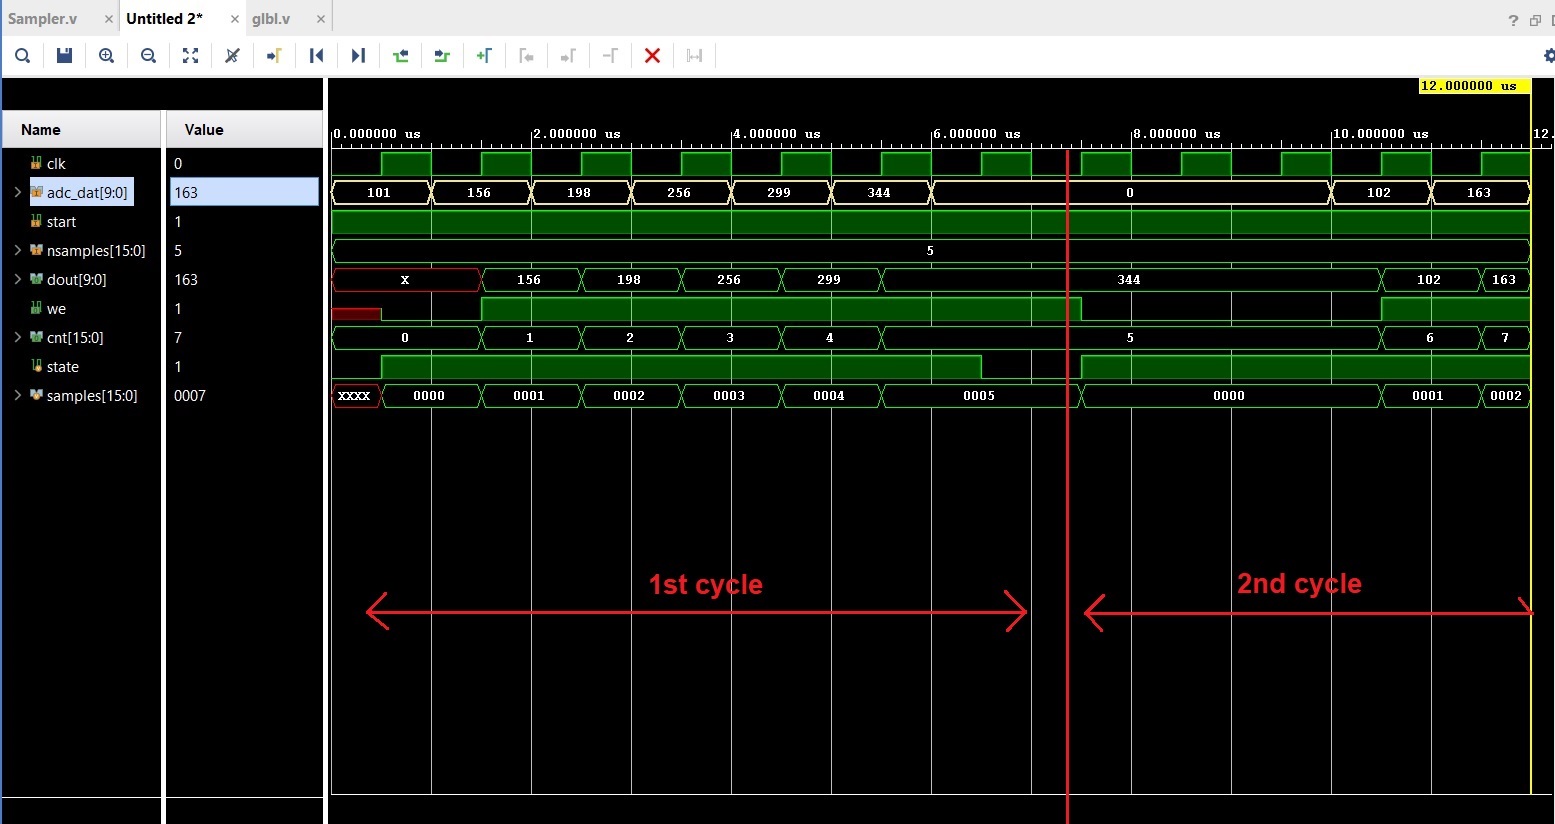 Sampler.v × Untitled 2* × glbl.v ×
12.000000 us
Name Value
0.000000 us 2.000000 us 4.000000 us 6.000000 us 8.000000 us 10.000000 us 12.
clk 0
adc_dat[9:0] 163 101 156 198 256 299 344 0 102 163
start 1
nsamples[15:0] 5 5
dout[9:0] 163 X 156 198 256 299 344 102 163
we 1
cnt[15:0] 7 0 1 2 3 4 5 6 7
state 1
samples[15:0] 0007 XXXX 0000 0001 0002 0003 0004 0005 0000 0001 0002
1st cycle 2nd cycle